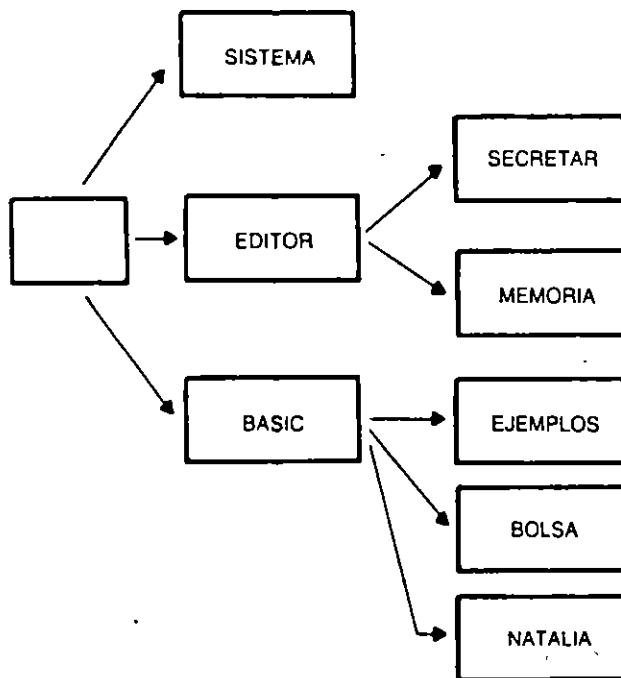 SISTEMA
SECRETAR
EDITOR
MEMORIA
BASIC
EJEMPLOS
BOLSA
NATALIA